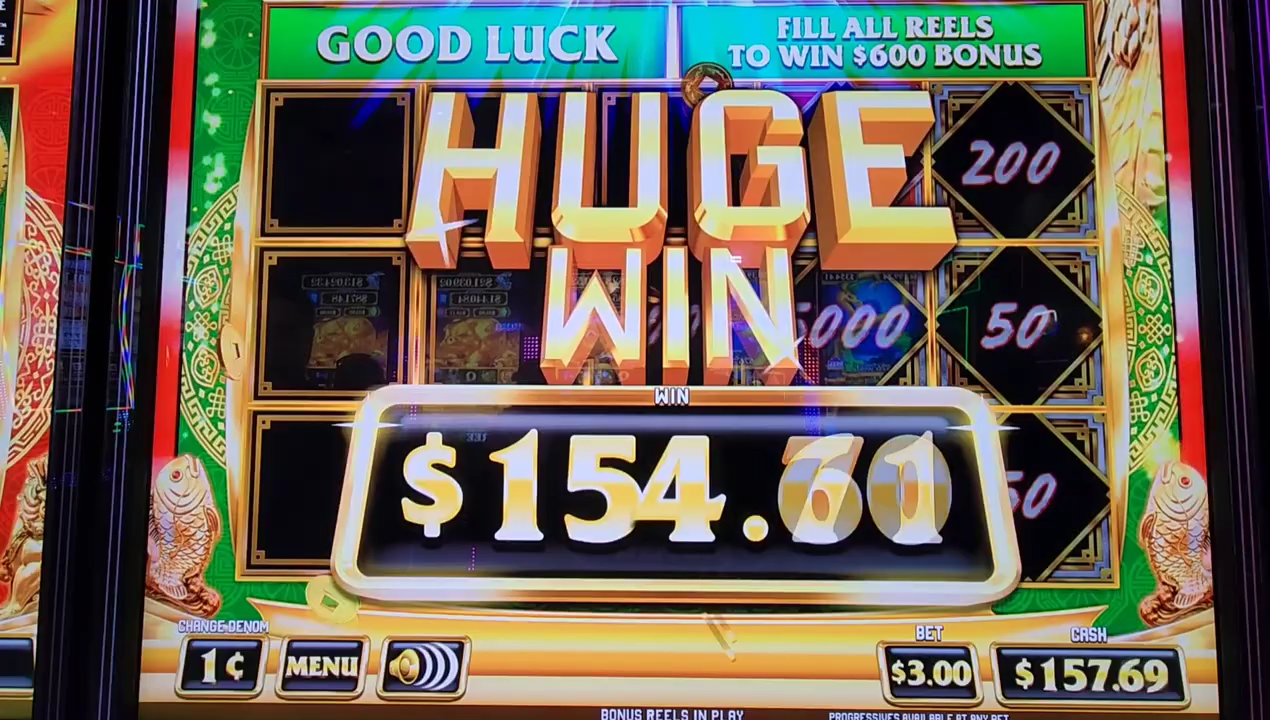 GOOD LUCK
FILL ALL REELS
TO WIN $600 BONUS
HUGE
WIN
200
50
WIN
$154.
CHANGE DENOM
1¢
MENU
BET
$3.00
CASH
$157.69
BONUS REELS IN PLAY
PROGRESSIVES AVAILABLE AT ANY BET